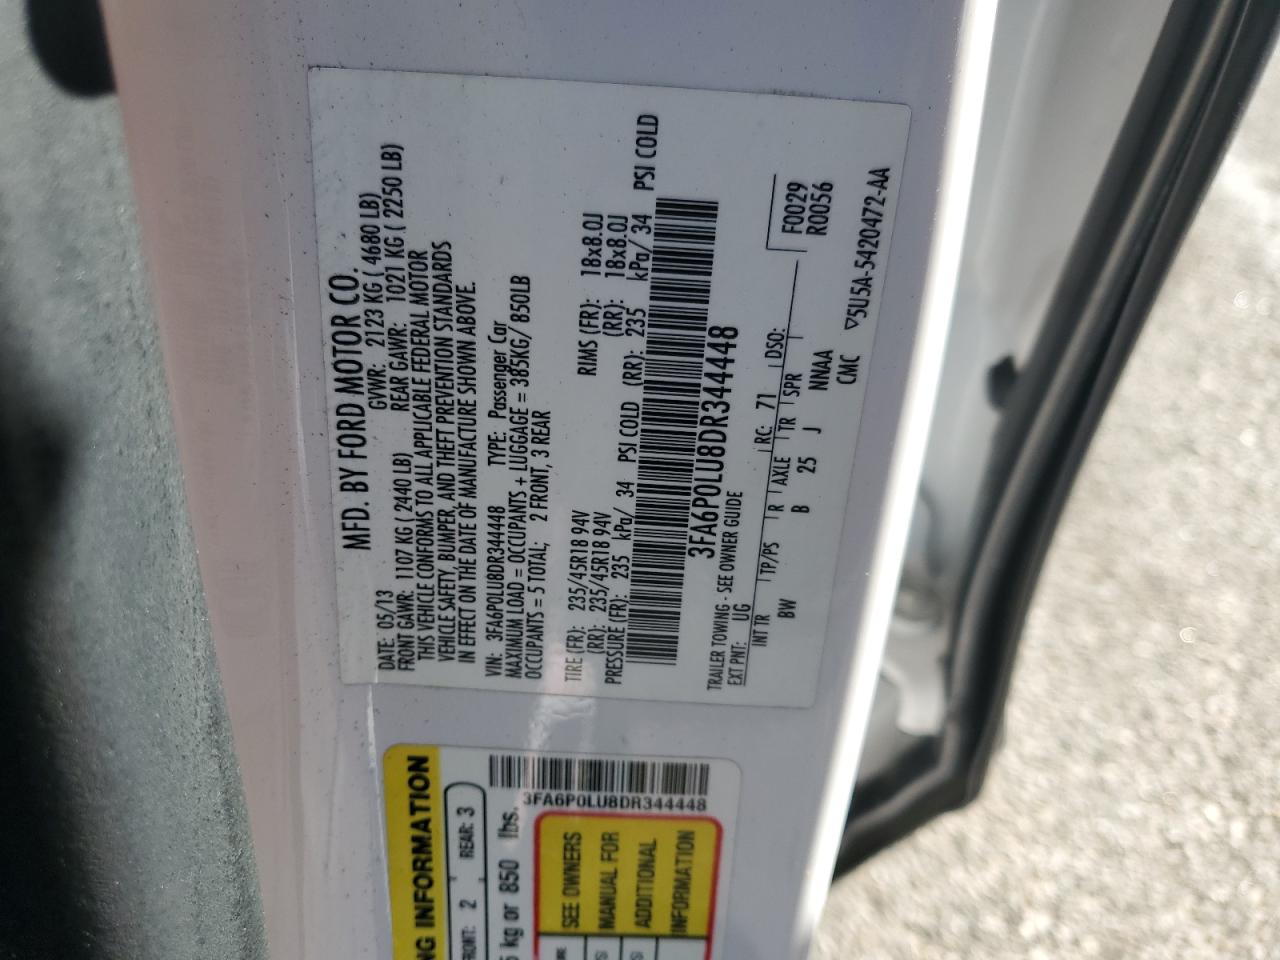 MFD. BY FORD MOTOR CO.
DATE: 05/13 GVWR: 2123 KG ( 4680 LB)
FRONT GAWR: 1107 KG ( 2440 LB) REAR GAWR: 1021 KG ( 2250 LB)
THIS VEHICLE CONFORMS TO ALL APPLICABLE FEDERAL MOTOR
VEHICLE SAFETY, BUMPER, AND THEFT PREVENTION STANDARDS
IN EFFECT ON THE DATE OF MANUFACTURE SHOWN ABOVE.
VIN: 3FA6P0LU8DR344448 TYPE: Passenger Car
MAXIMUM LOAD = OCCUPANTS + LUGGAGE = 385KG/ 850LB
OCCUPANTS = 5 TOTAL; 2 FRONT, 3 REAR
TIRE (FR): 235/45R18 94V RIMS (FR): 18x8.0J
(RR): 235/45R18 94V (RR): 18x8.0J
PRESSURE (FR): 235 kPa/ 34 PSI COLD (RR): 235 kPa/ 34 PSI COLD
3FA6P0LU8DR344448
TRAILER TOWING - SEE OWNER GUIDE
EXT PNT: UG RC: 71 DSO: F0029
R0056
INT TR TP/PS R AXLE TR SPR
BW B 25 J NNAA
CMC
▽5U5A-5420472-AA
NG INFORMATION
FRONT: 2 REAR: 3
kg or 850 lbs.
3FA6P0LU8DR344448
SEE OWNERS
MANUAL FOR
ADDITIONAL
INFORMATION